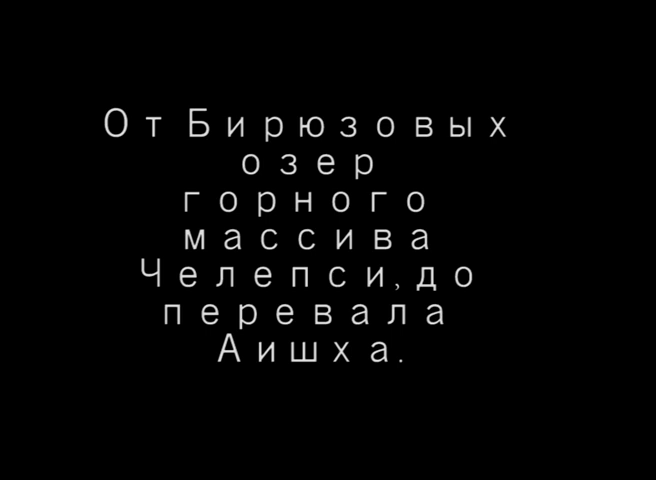 От Бирюзовых
озер
горного
массива
Челепси,до
перевала
Аишха.